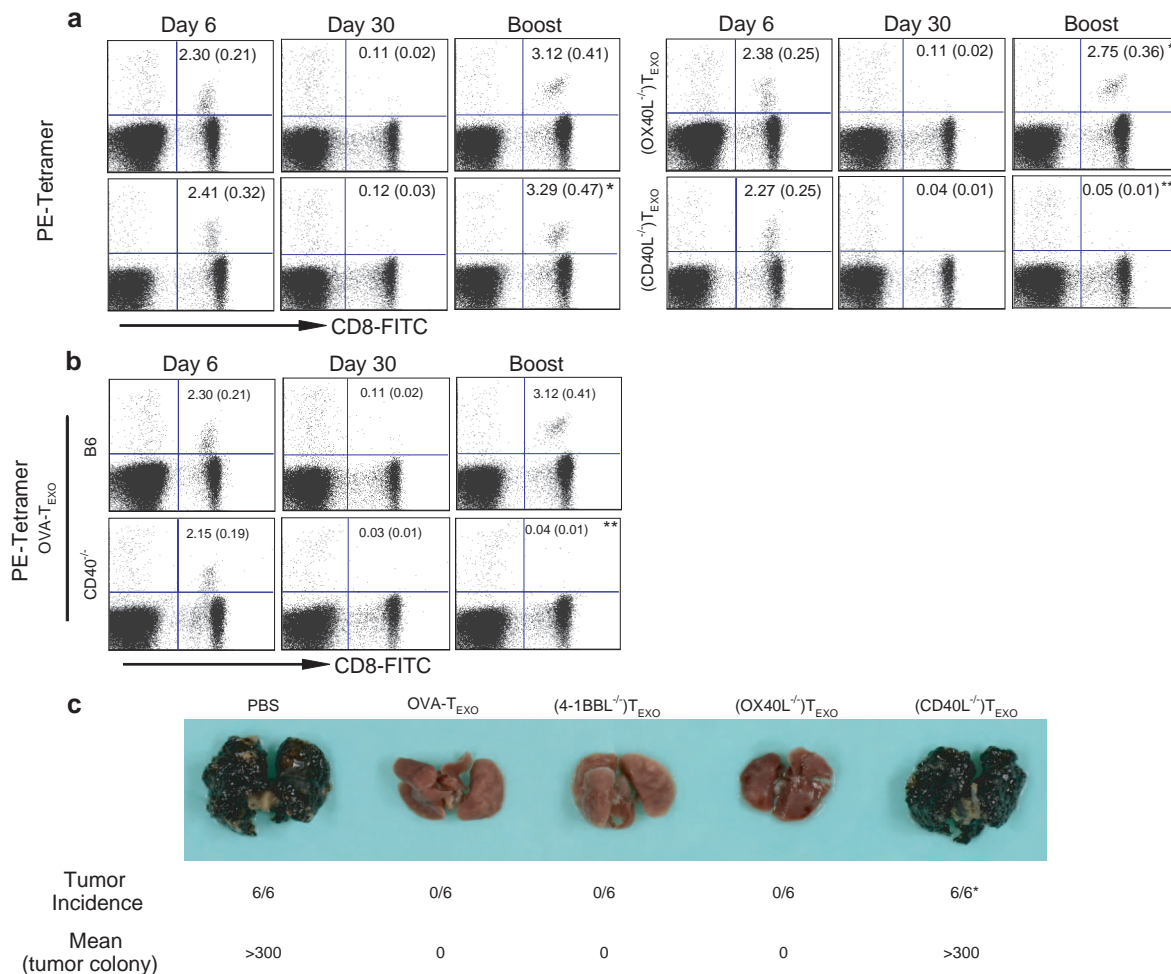 a
Day 6 Day 30 Boost Day 6 Day 30 Boost
2.30 (0.21) 0.11 (0.02) 3.12 (0.41) 2.38 (0.25) 0.11 (0.02) 2.75 (0.36) *
(OX40L-/-)TEXO
PE-Tetramer
2.41 (0.32) 0.12 (0.03) 3.29 (0.47) * 2.27 (0.25) 0.04 (0.01) 0.05 (0.01) **
(CD40L-/-)TEXO
CD8-FITC
b
Day 6 Day 30 Boost
2.30 (0.21) 0.11 (0.02) 3.12 (0.41)
B6
PE-Tetramer
OVA-TEXO
2.15 (0.19) 0.03 (0.01) 0.04 (0.01) **
CD40-/-
CD8-FITC
c
PBS OVA-TEXO (4-1BBL-/-)TEXO (OX40L-/-)TEXO (CD40L-/-)TEXO
Tumor
Incidence
6/6 0/6 0/6 0/6 6/6*
Mean
(tumor colony)
>300 0 0 0 >300